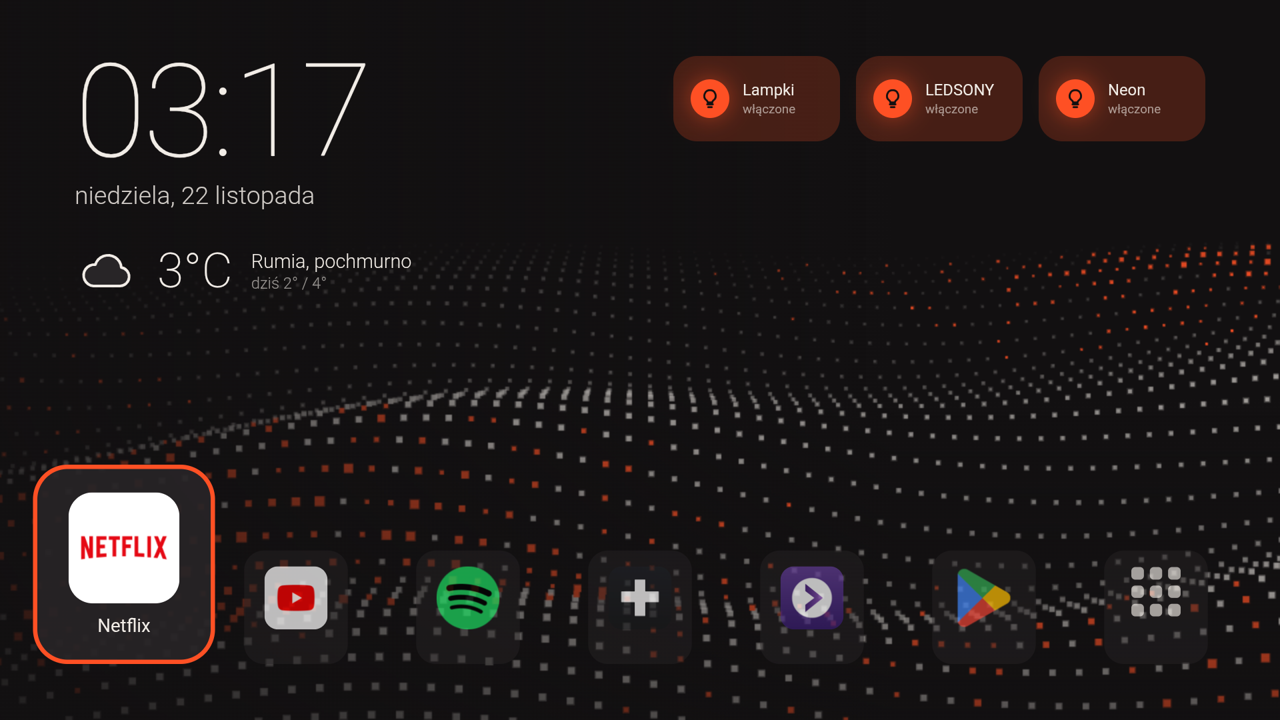 03:17
niedziela, 22 listopada
3°C
Rumia, pochmurno
dziś 2° / 4°
Lampki
włączone
LEDSONY
włączone
Neon
włączone
NETFLIX
Netflix